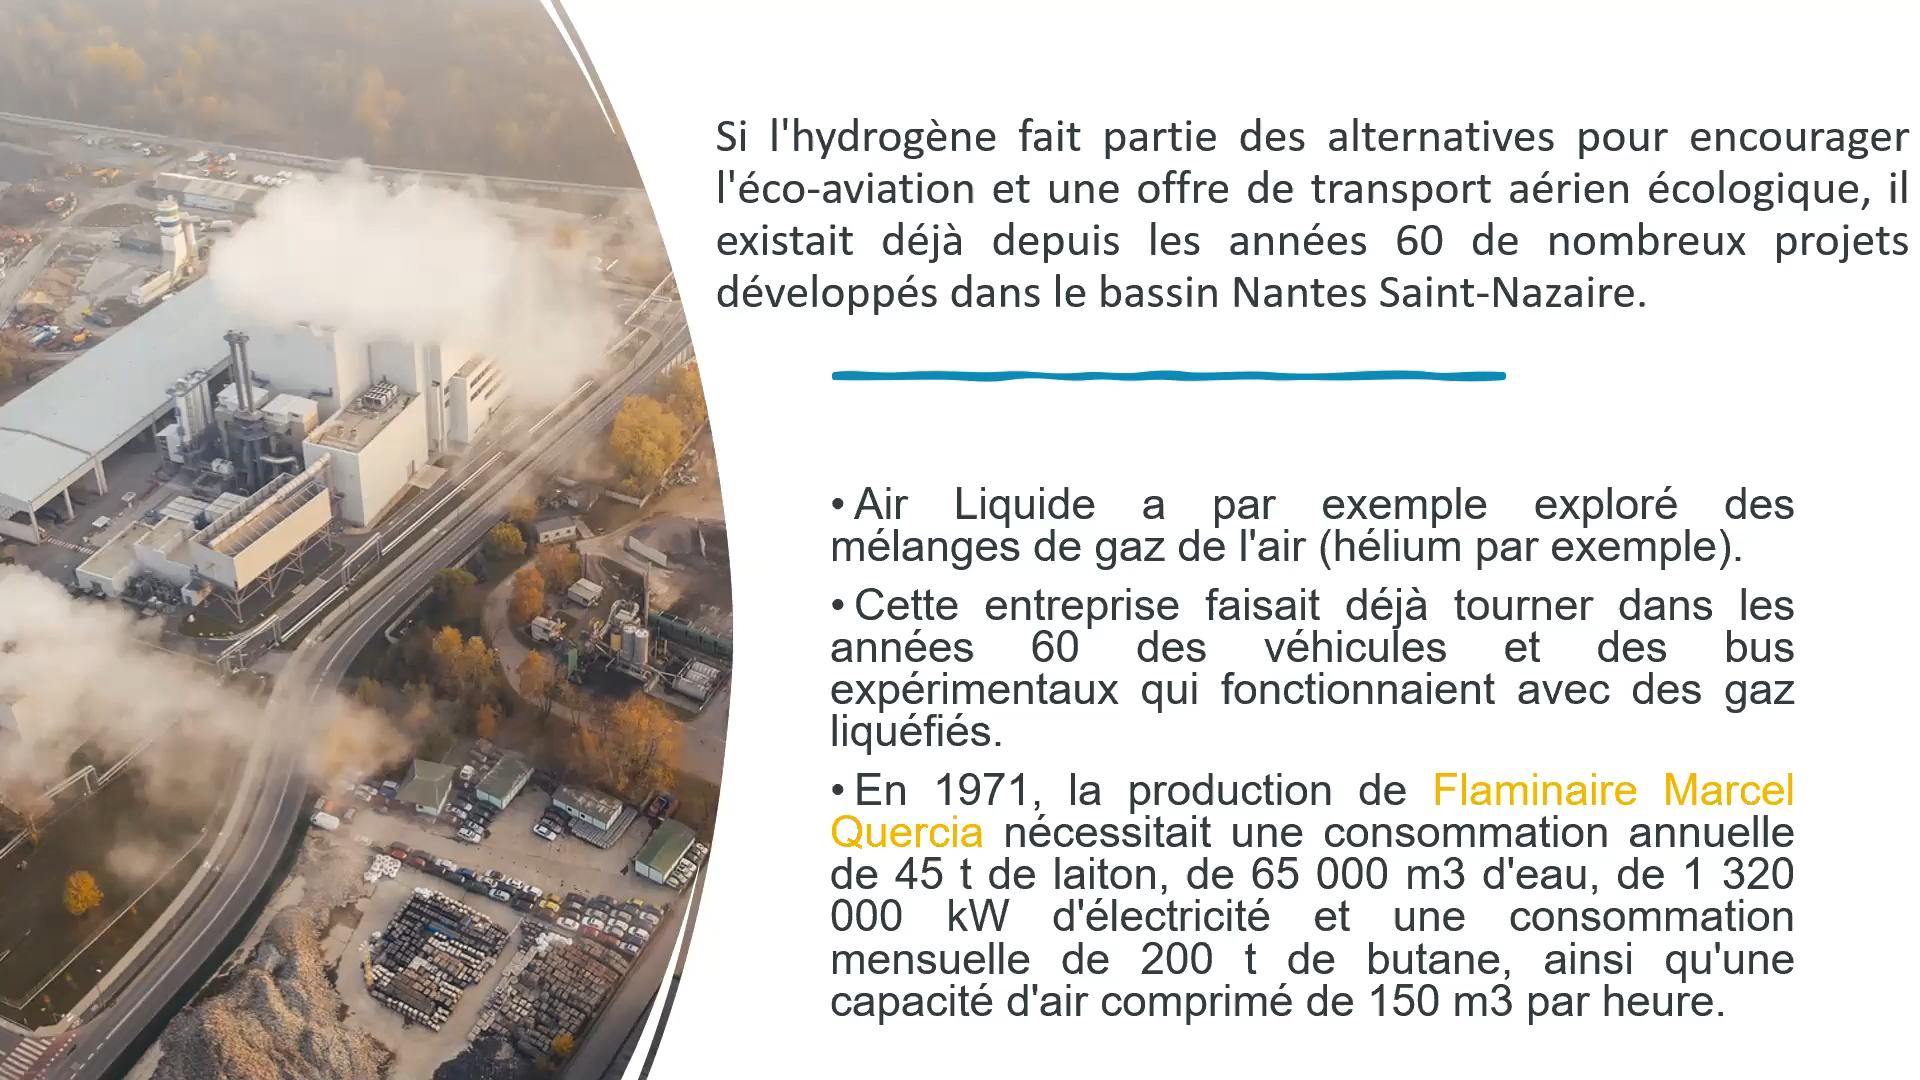 Si l'hydrogène fait partie des alternatives pour encourager
l'éco-aviation et une offre de transport aérien écologique, il
existait déjà depuis les années 60 de nombreux projets
développés dans le bassin Nantes Saint-Nazaire.
• Air Liquide a par exemple exploré des
mélanges de gaz de l'air (hélium par exemple).
• Cette entreprise faisait déjà tourner dans les
années 60 des véhicules et des bus
expérimentaux qui fonctionnaient avec des gaz
liquéfiés.
• En 1971, la production de Flaminaire Marcel
Quercia nécessitait une consommation annuelle
de 45 t de laiton, de 65 000 m3 d'eau, de 1 320
000 kW d'électricité et une consommation
mensuelle de 200 t de butane, ainsi qu'une
capacité d'air comprimé de 150 m3 par heure.